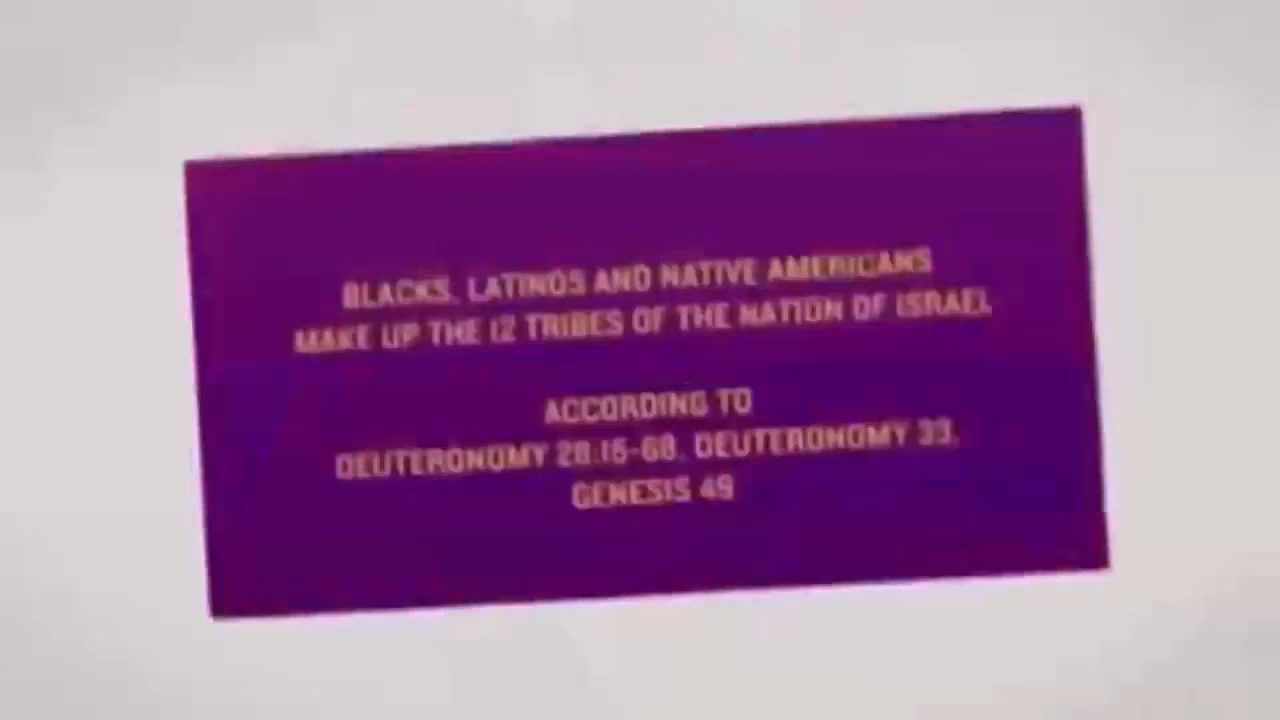 BLACKS, LATINOS AND NATIVE AMERICANS
MAKE UP THE 12 TRIBES OF THE NATION OF ISRAEL
ACCORDING TO
DEUTERONOMY 28.16-68, DEUTERONOMY 33,
GENESIS 49